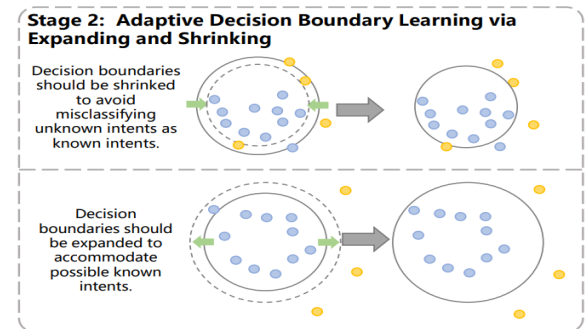 Stage 2: Adaptive Decision Boundary Learning via
Expanding and Shrinking
Decision boundaries
should be shrinked
to avoid
misclassifying
unknown intents as
known intents.
Decision
boundaries should
be expanded to
accommodate
possible known
intents.